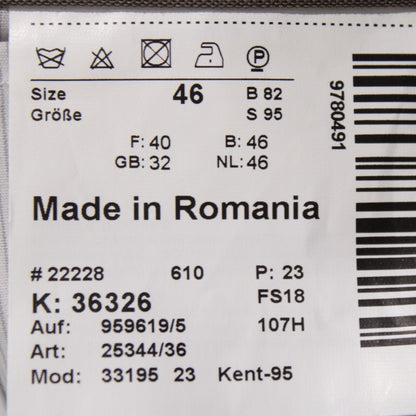 P
Size 46 B 82
Größe S 95
F: 40 B: 46
GB: 32 NL: 46
Made in Romania
# 22228 610 P: 23
K: 36326 FS18
Auf: 959619/5 107H
Art: 25344/36
Mod: 33195 23 Kent-95
9780491